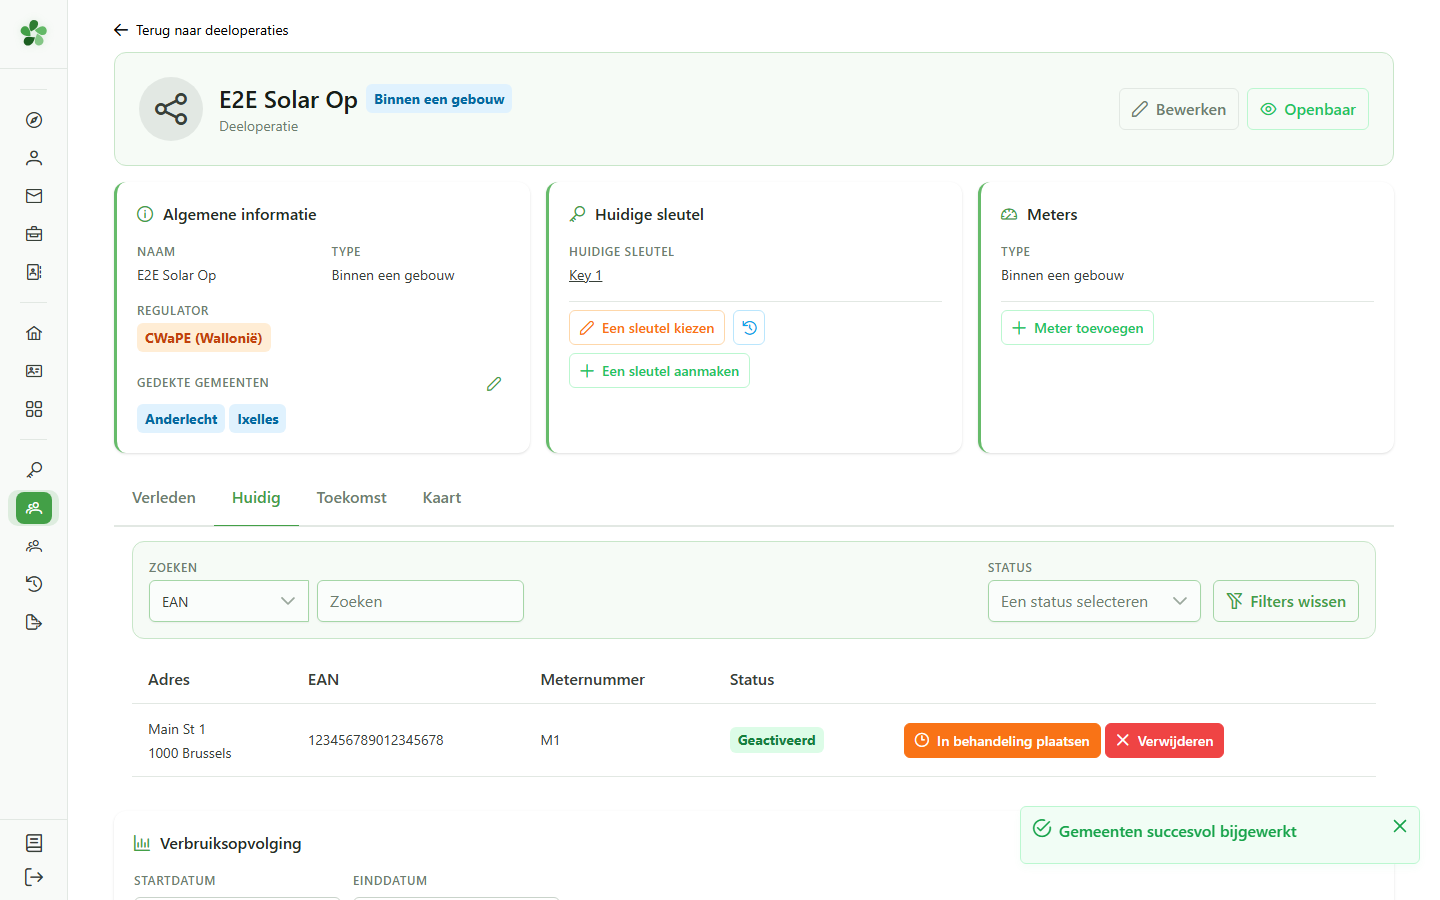 Terug naar deeloperaties
E2E Solar Op
Binnen een gebouw
Deeloperatie
Bewerken
Openbaar
Algemene informatie
NAAM
TYPE
E2E Solar Op
Binnen een gebouw
REGULATOR
CWaPE (Wallonië)
GEDEKTE GEMEENTEN
Anderlecht
Ixelles
Huidige sleutel
HUIDIGE SLEUTEL
Key 1
Een sleutel kiezen
Een sleutel aanmaken
Meters
TYPE
Binnen een gebouw
Meter toevoegen
Verleden
Huidig
Toekomst
Kaart
ZOEKEN
EAN
Zoeken
STATUS
Een status selecteren
Filters wissen
Adres
EAN
Meternummer
Status
Main St 1
1000 Brussels
123456789012345678
M1
Geactiveerd
In behandeling plaatsen
Verwijderen
Verbruiksopvolging
STARTDATUM
EINDDATUM
Gemeenten succesvol bijgewerkt